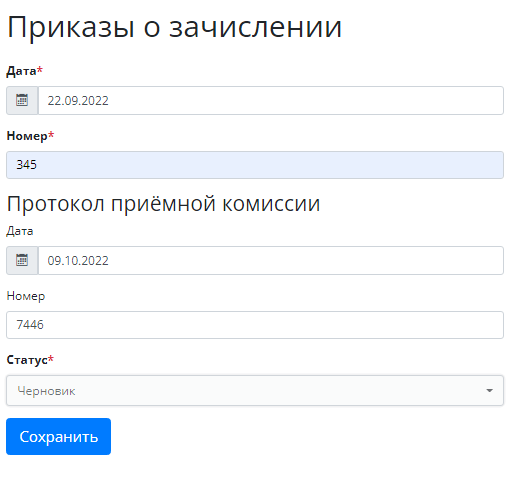 Приказы о зачислении
Дата*
22.09.2022
Номер*
345
Протокол приёмной комиссии
Дата
09.10.2022
Номер
7446
Статус*
Черновик
Сохранить